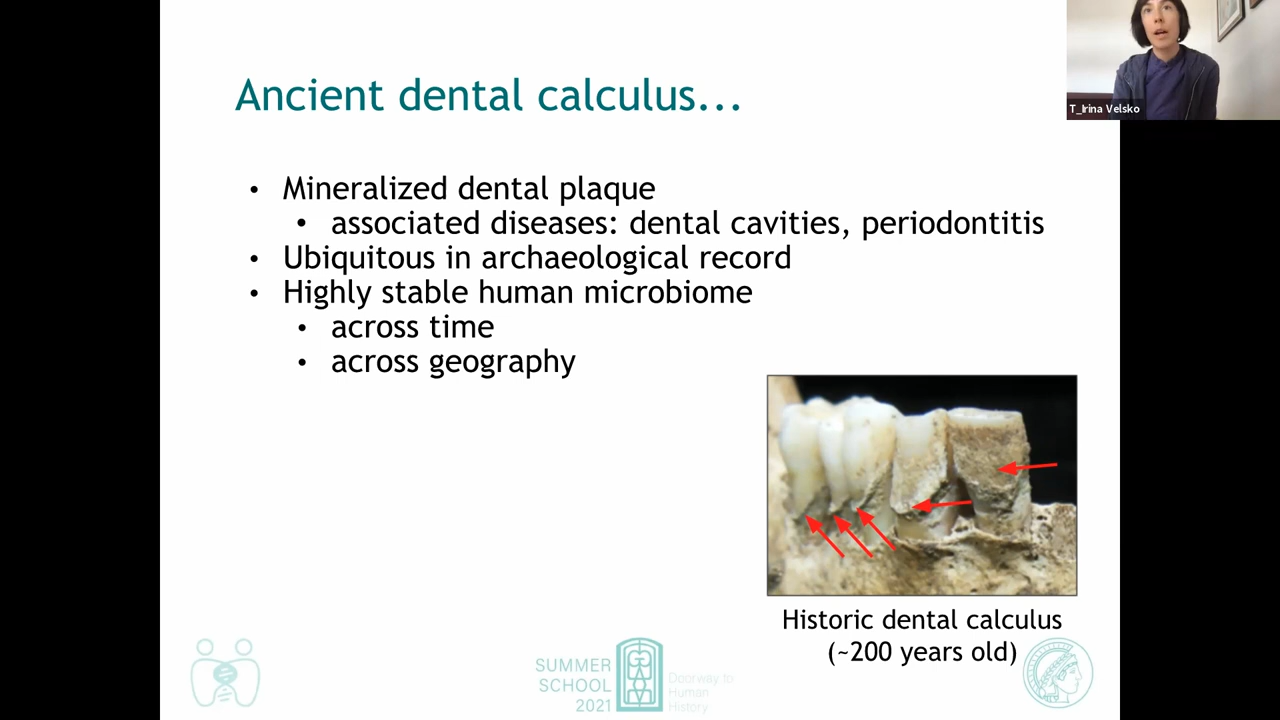 T_Irina Velsko
Ancient dental calculus...
• Mineralized dental plaque
• associated diseases: dental cavities, periodontitis
• Ubiquitous in archaeological record
• Highly stable human microbiome
• across time
• across geography
Historic dental calculus
(~200 years old)
SUMMER
SCHOOL
2021
Doorway to
Human
History